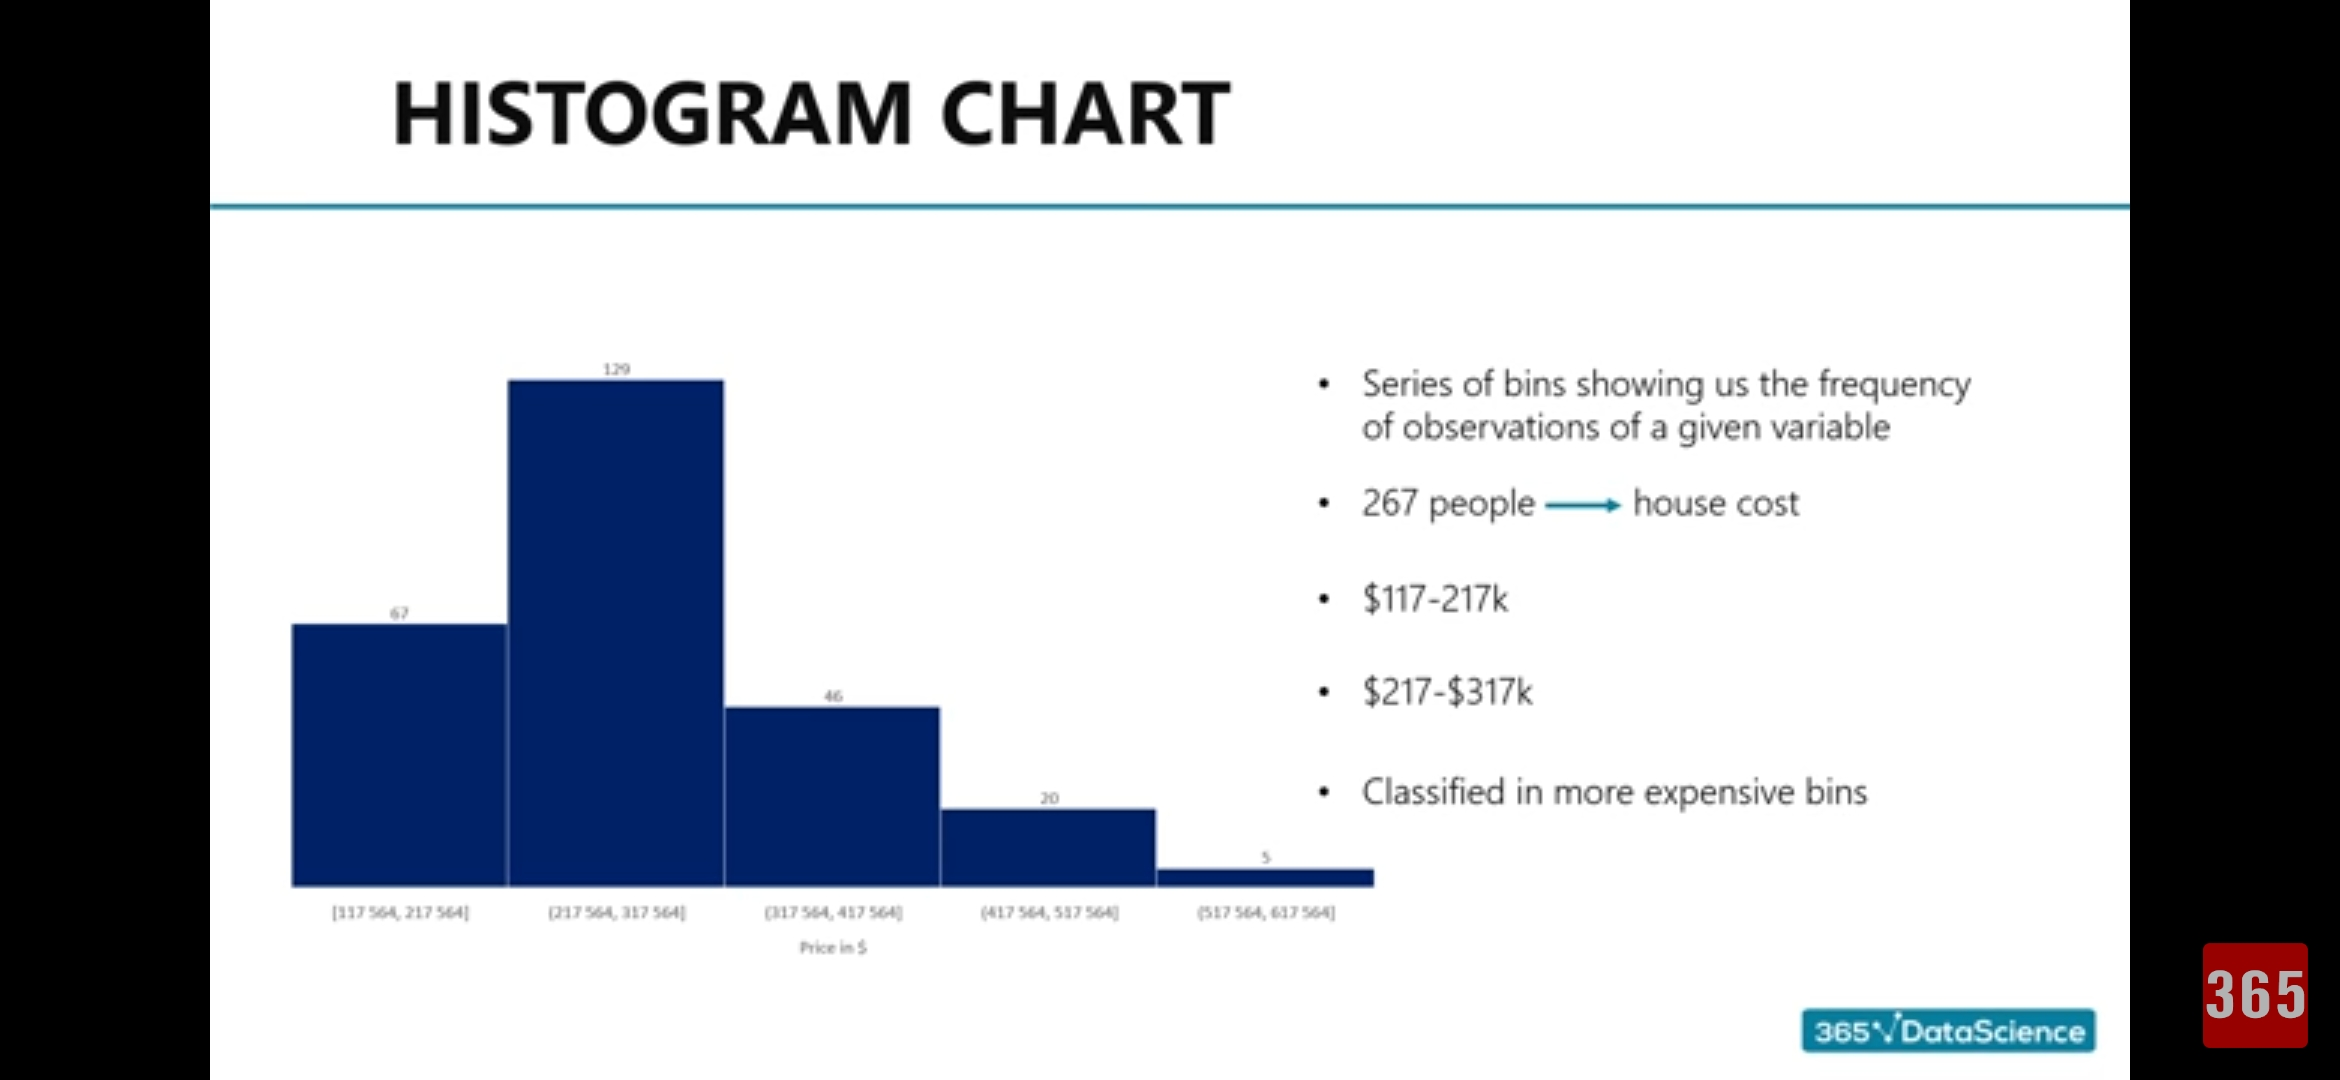 HISTOGRAM CHART
129
67
46
20
5
[117 564, 217 564]
(217 564, 317 564]
(317 564, 417 564]
(417 564, 517 564]
(517 564, 617 564]
Price in $
• Series of bins showing us the frequency
of observations of a given variable
• 267 people → house cost
• $117-217k
• $217-$317k
• Classified in more expensive bins
365 DataScience
365